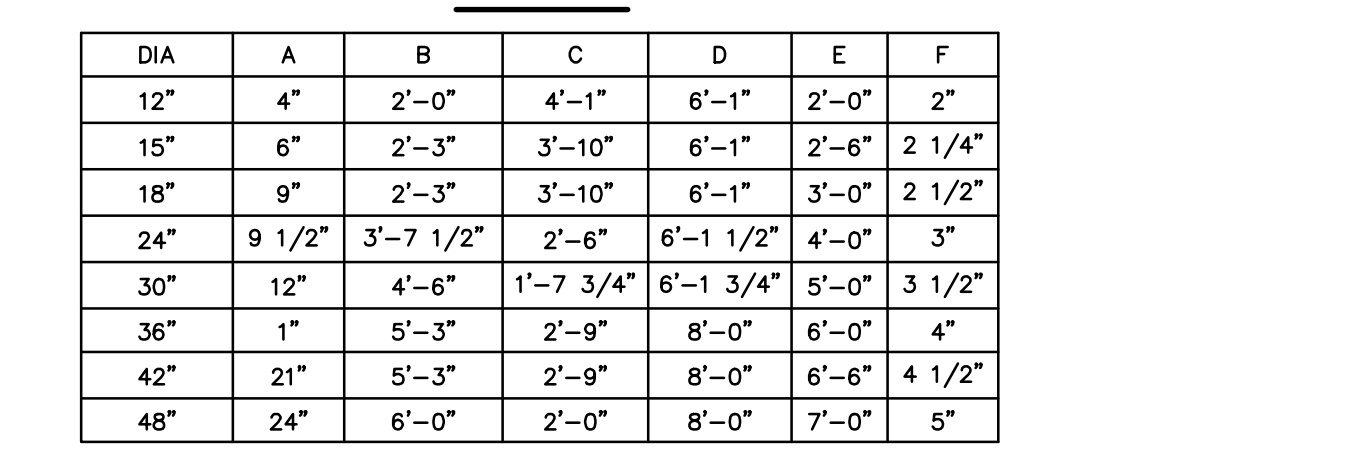 DIA A B C D E F
12” 4” 2’–0” 4’–1” 6’–1” 2’–0” 2”
15” 6” 2’–3” 3’–10” 6’–1” 2’–6” 2 1/4”
18” 9” 2’–3” 3’–10” 6’–1” 3’–0” 2 1/2”
24” 9 1/2” 3’–7 1/2” 2’–6” 6’–1 1/2” 4’–0” 3”
30” 12” 4’–6” 1’–7 3/4” 6’–1 3/4” 5’–0” 3 1/2”
36” 1” 5’–3” 2’–9” 8’–0” 6’–0” 4”
42” 21” 5’–3” 2’–9” 8’–0” 6’–6” 4 1/2”
48” 24” 6’–0” 2’–0” 8’–0” 7’–0” 5”